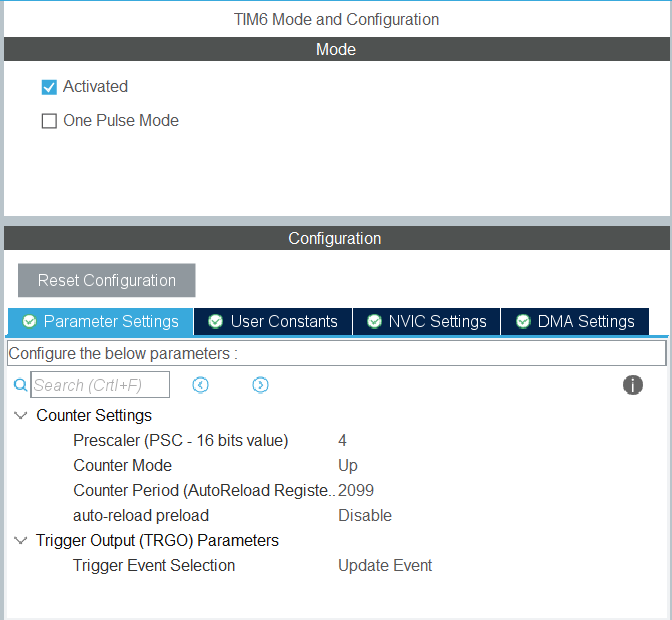 TIM6 Mode and Configuration
Mode
Activated
One Pulse Mode
Configuration
Reset Configuration
Parameter Settings User Constants NVIC Settings DMA Settings
Configure the below parameters :
Search (Crtl+F)
Counter Settings
Prescaler (PSC - 16 bits value) 4
Counter Mode Up
Counter Period (AutoReload Registe.. 2099
auto-reload preload Disable
Trigger Output (TRGO) Parameters
Trigger Event Selection Update Event